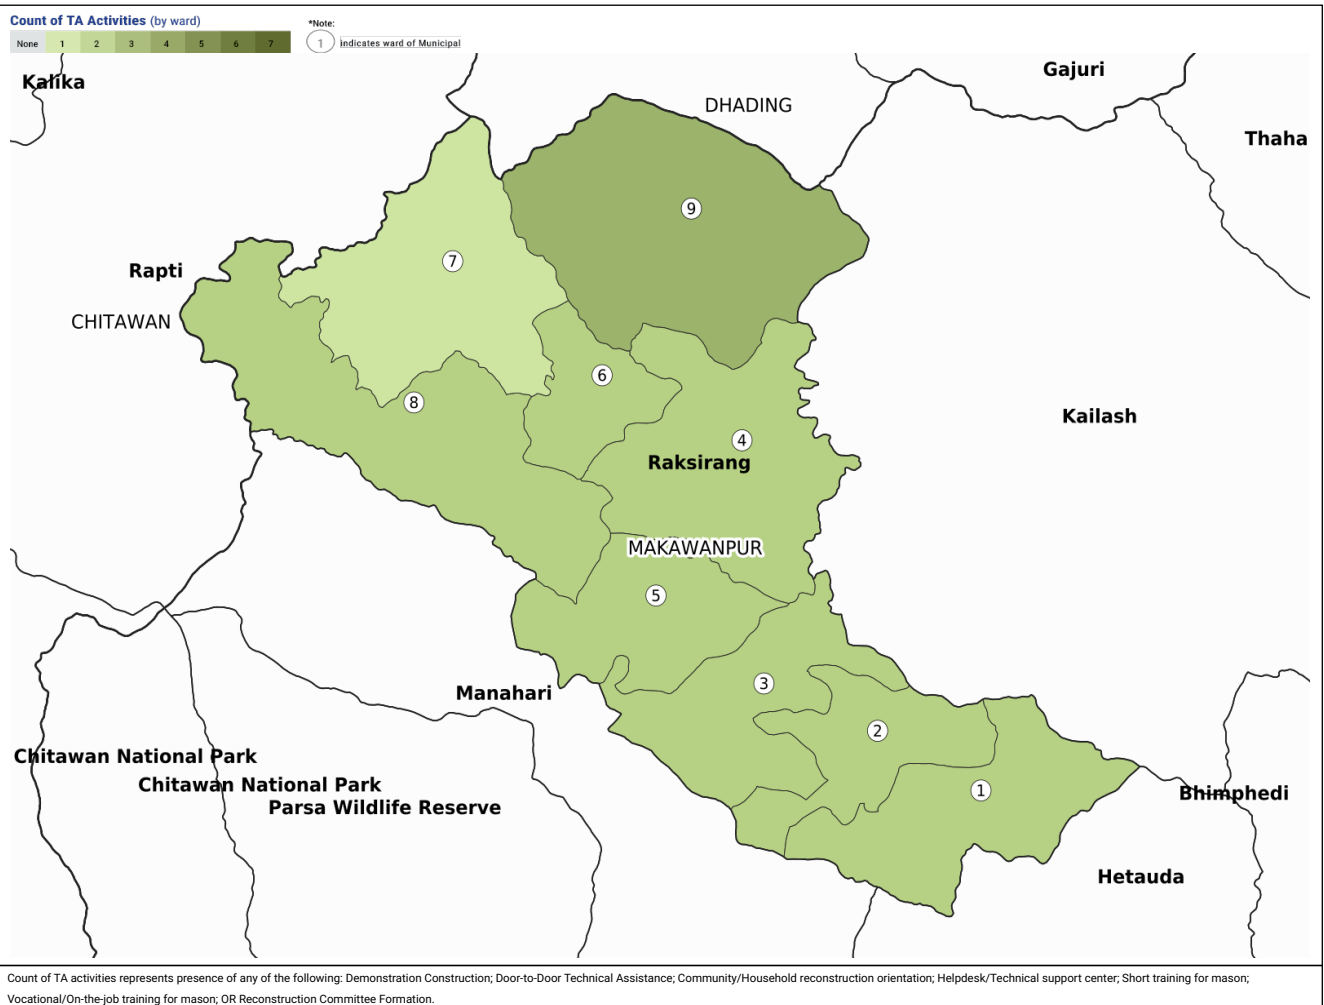 Count of TA Activities (by ward)
None 1 2 3 4 5 6 7
*Note:
1 indicates ward of Municipal
Kalika
Gajuri
DHADING
Thaha
9
7
Rapti
CHITAWAN
6
8
Kailash
4
Raksirang
MAKAWANPUR
5
3
Manahari
2
Chitawan National Park
1
Chitawan National Park
Bhimphedi
Parsa Wildlife Reserve
Hetauda
Count of TA activities represents presence of any of the following: Demonstration Construction; Door-to-Door Technical Assistance; Community/Household reconstruction orientation; Helpdesk/Technical support center; Short training for mason;
Vocational/On-the-job training for mason; OR Reconstruction Committee Formation.